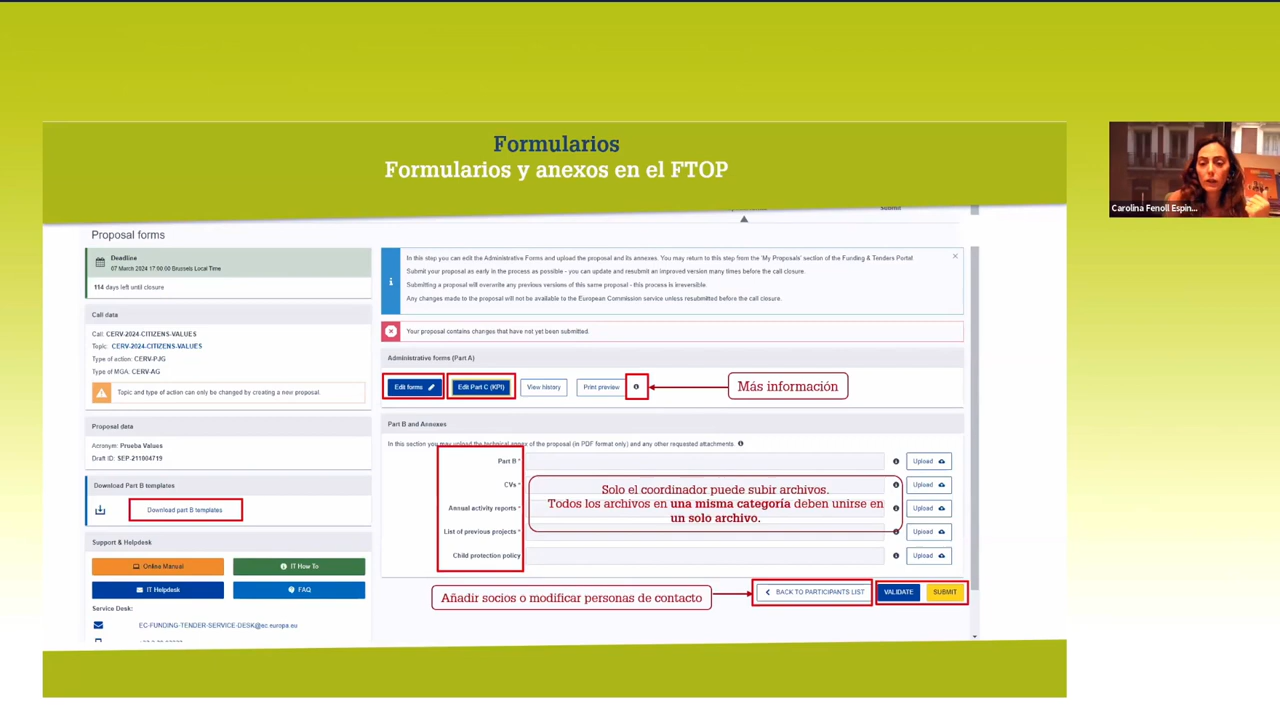 Formularios
Formularios y anexos en el FTOP
Carolina Fenoll Espin...
Submit
Proposal forms
Deadline
07 March 2024 17:00:00 Brussels Local Time
114 days left until closure
Call data
Call: CERV-2024-CITIZENS-VALUES
Topic: CERV-2024-CITIZENS-VALUES
Type of action: CERV-PJG
Type of MGA: CERV-AG
Topic and type of action can only be changed by creating a new proposal.
Proposal data
Acronym: Prueba Values
Draft ID: SEP-211004719
Download Part B templates
Download part B templates
Support & Helpdesk
Online Manual
IT How To
IT Helpdesk
FAQ
Service Desk:
EC-FUNDING-TENDER-SERVICE-DESK@ec.europa.eu
In this step you can edit the Administrative Forms and upload the proposal and its annexes. You may return to this step from the 'My Proposals' section of the Funding & Tenders Portal
Submit your proposal as early in the process as possible - you can update and resubmit an improved version many times before the call closure.
Submitting a proposal will overwrite any previous versions of this same proposal - this process is irreversible.
Any changes made to the proposal will not be available to the European Commission service unless resubmitted before the call closure.
Your proposal contains changes that have not yet been submitted.
Administrative forms (Part A)
Edit forms
Edit Part C (KPI)
View history
Print preview
Más información
Part B and Annexes
In this section you may upload the technical annex of the proposal (in PDF format only) and any other requested attachments.
Part B *
Upload
CVs *
Upload
Annual activity reports *
Upload
List of previous projects *
Upload
Child protection policy
Upload
Solo el coordinador puede subir archivos.
Todos los archivos en una misma categoría deben unirse en
un solo archivo.
Añadir socios o modificar personas de contacto
BACK TO PARTICIPANTS LIST
VALIDATE
SUBMIT